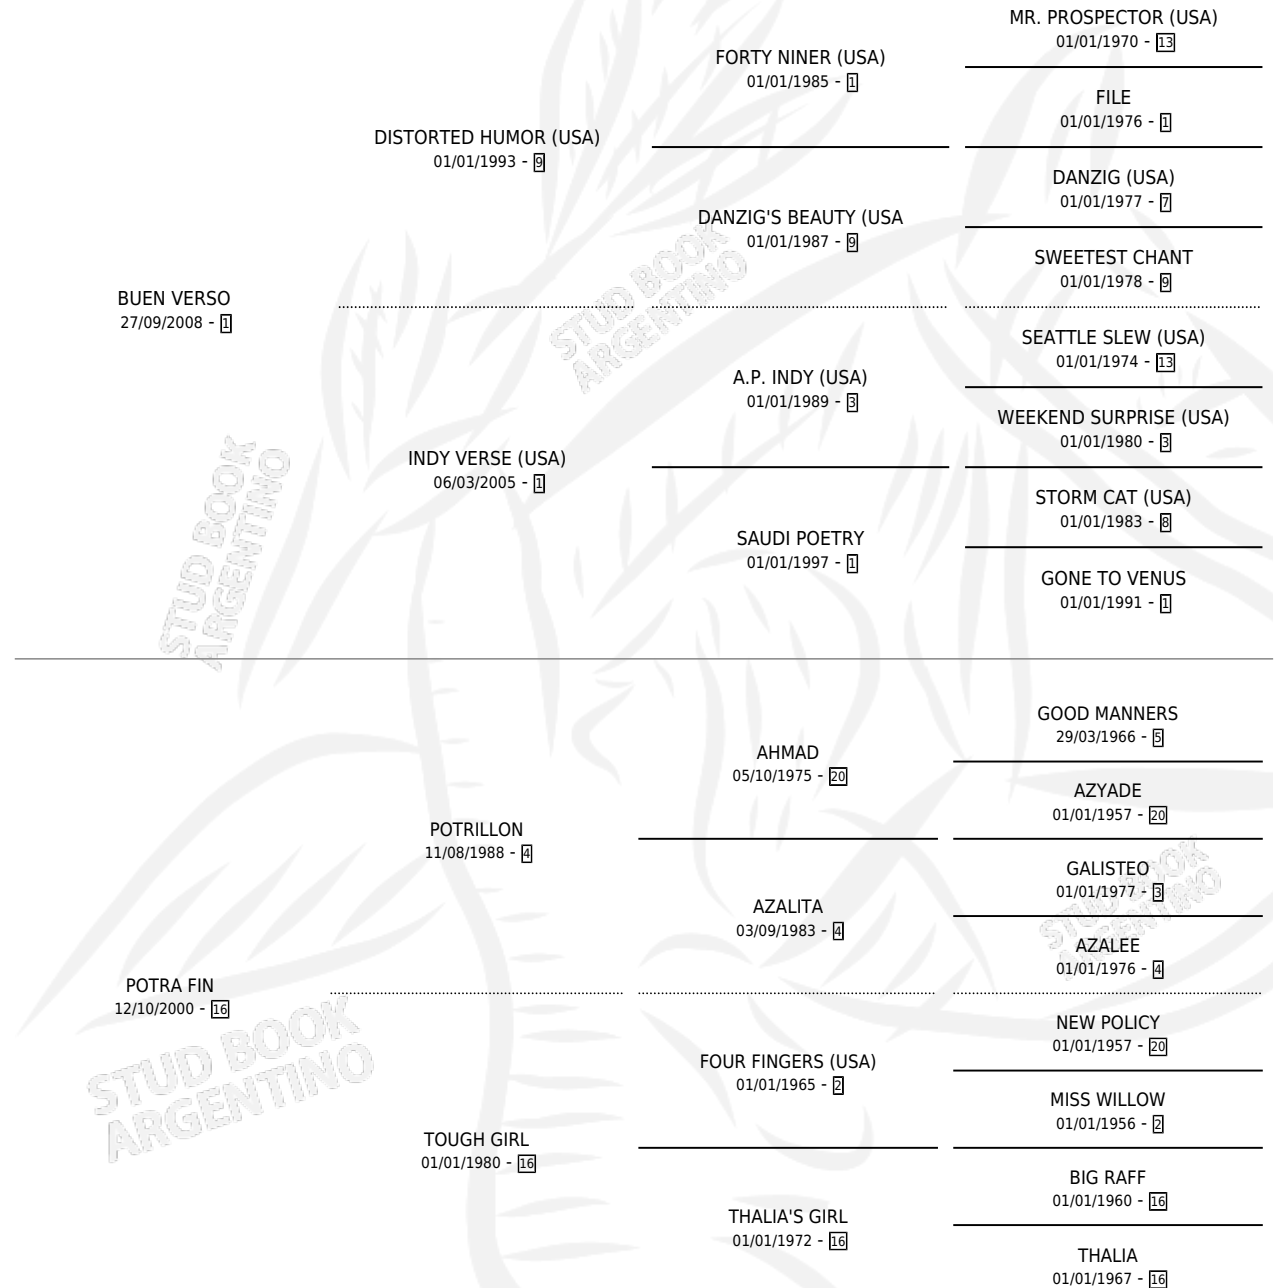 MR. PROSPECTOR (USA)
01/01/1970 - 13
FORTY NINER (USA)
01/01/1985 - 1
FILE
01/01/1976 - 1
DISTORTED HUMOR (USA)
01/01/1993 - 9
DANZIG (USA)
01/01/1977 - 7
DANZIG'S BEAUTY (USA
01/01/1987 - 9
SWEETEST CHANT
01/01/1978 - 9
BUEN VERSO
27/09/2008 - 1
STUD BOOK
ARGENTINO
SEATTLE SLEW (USA)
01/01/1974 - 13
A.P. INDY (USA)
01/01/1989 - 3
WEEKEND SURPRISE (USA)
01/01/1980 - 3
INDY VERSE (USA)
06/03/2005 - 1
STORM CAT (USA)
01/01/1983 - 8
SAUDI POETRY
01/01/1997 - 1
GONE TO VENUS
01/01/1991 - 1
STUD BOOK
ARGENTINO
GOOD MANNERS
29/03/1966 - 5
AHMAD
05/10/1975 - 20
AZYADE
01/01/1957 - 20
POTRILLON
11/08/1988 - 4
GALISTEO
01/01/1977 - 3
AZALITA
03/09/1983 - 4
AZALEE
01/01/1976 - 4
STUD BOOK
ARGENTINO
POTRA FIN
12/10/2000 - 16
NEW POLICY
01/01/1957 - 20
FOUR FINGERS (USA)
01/01/1965 - 2
MISS WILLOW
01/01/1956 - 2
STUD BOOK
ARGENTINO
TOUGH GIRL
01/01/1980 - 16
BIG RAFF
01/01/1960 - 16
THALIA'S GIRL
01/01/1972 - 16
THALIA
01/01/1967 - 16